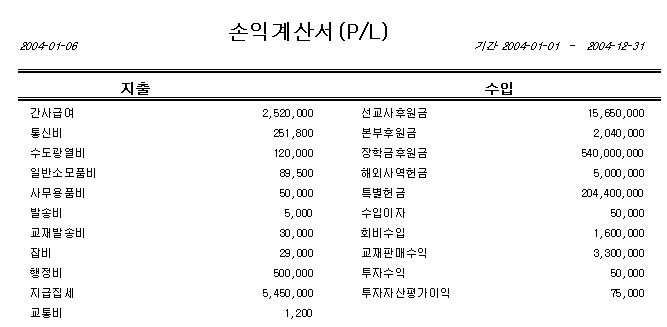 손익계산서(P/L)
2004-01-06 기간 2004-01-01 - 2004-12-31
지출 수입
간사급여 2,520,000 선교사후원금 15,650,000
통신비 251,800 본부후원금 2,040,000
수도광열비 120,000 장학금후원금 540,000,000
일반소모품비 89,500 해외사역헌금 5,000,000
사무용품비 50,000 특별헌금 204,400,000
발송비 5,000 수입이자 50,000
교재발송비 30,000 회비수입 1,600,000
잡비 29,000 교재판매수익 3,300,000
행정비 500,000 투자수익 50,000
지급집세 5,450,000 투자자산평가이익 75,000
교통비 1,200